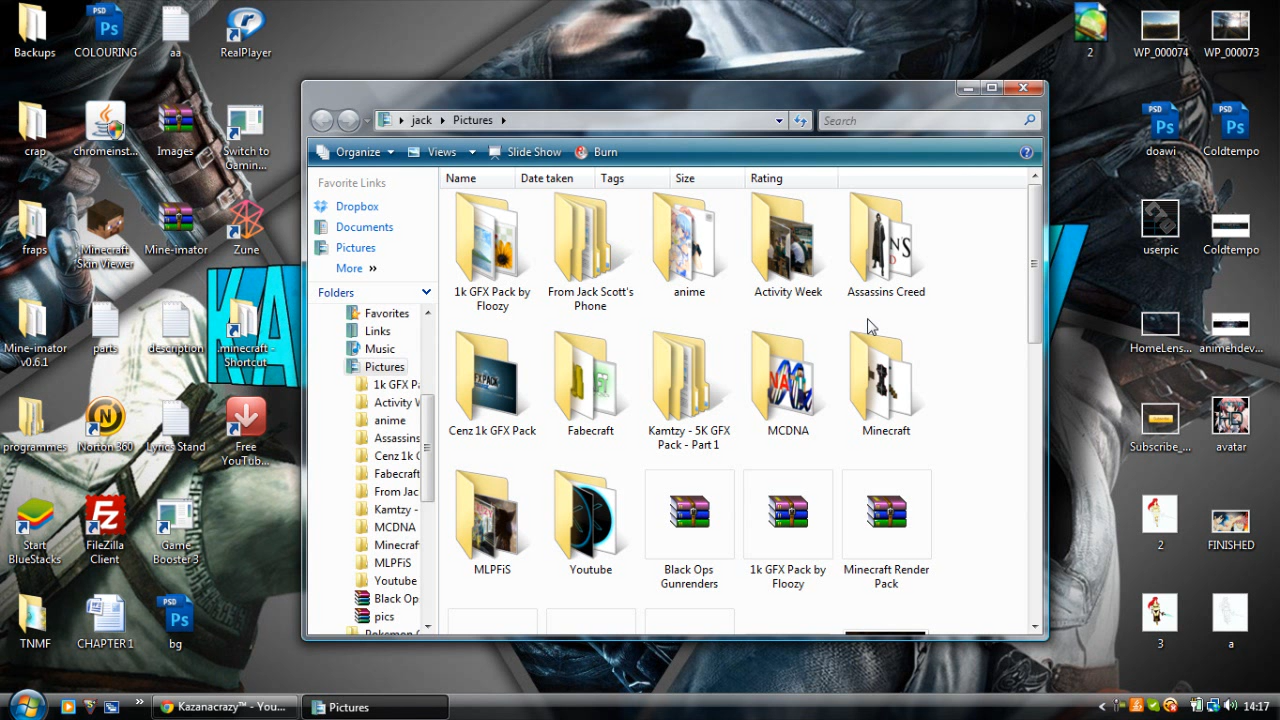 Backups
COLOURING
aa
RealPlayer
2
WP_000074
WP_000073
crap
chromeinst...
Images
Switch to
Gamin...
doawi
Coldtempo
fraps
Minecraft
Skin Viewer
Mine-imator
Zune
userpic
Coldtempo
Mine-imator
v0.6.1
parts
description
.minecraft -
Shortcut
HomeLens...
animehdev...
programmes
Norton 360
Lyrics Stand
Free
YouTub...
Subscribe_...
avatar
Start
BlueStacks
FileZilla
Client
Game
Booster 3
2
FINISHED
TNMF
CHAPTER 1
bg
3
a
jack
Pictures
Search
Organize
Views
Slide Show
Burn
Favorite Links
Dropbox
Documents
Pictures
More »
Folders
Favorites
Links
Music
Pictures
1k GFX Pa
Activity W
anime
Assassins
Cenz 1k G
Fabecraft
From Jac
Kamtzy -
MCDNA
Minecraf
MLPFiS
Youtube
Black Op
pics
Pokemon G
Name
Date taken
Tags
Size
Rating
1k GFX Pack by
Floozy
From Jack Scott's
Phone
anime
Activity Week
Assassins Creed
Cenz 1k GFX Pack
Fabecraft
Kamtzy - 5K GFX
Pack - Part 1
MCDNA
Minecraft
MLPFiS
Youtube
Black Ops
Gunrenders
1k GFX Pack by
Floozy
Minecraft Render
Pack
Kazanacrazy™ - You...
Pictures
14:17